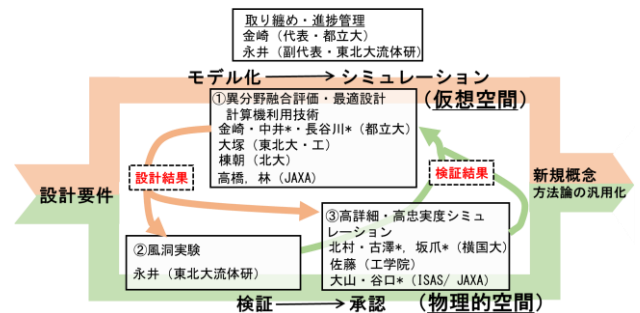 取り纏め・進捗管理
金崎（代表・都立大）
永井（副代表・東北大流体研）
モデル化 シミュレーション
（仮想空間）
①異分野融合評価・最適設計
計算機利用技術
金崎・中井*・長谷川*（都立大）
大塚（東北大・工）
棟朝（北大）
高橋, 林（JAXA）
設計結果
検証結果
設計要件
新規概念
方法論の汎用化
③高詳細・高忠実度シミュ
レーション
北村・古澤*, 坂爪*（横国大）
佐藤（工学院）
大山・谷口*（ISAS/ JAXA）
②風洞実験
永井（東北大流体研）
検証 承認
（物理的空間）